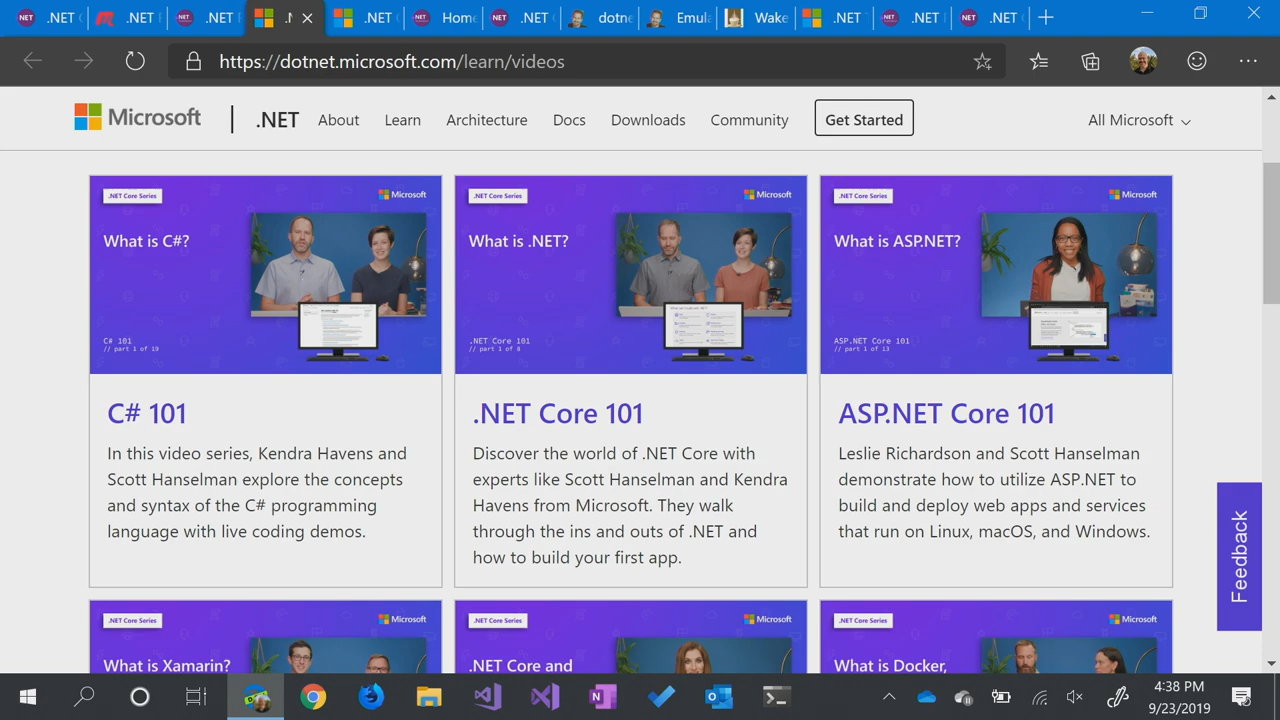 .NET
.NET
.NET
.NET
Home
.NET
dotne
Emula
Wake
.NET
.NET
.NET
https://dotnet.microsoft.com/learn/videos
Microsoft
.NET
About
Learn
Architecture
Docs
Downloads
Community
Get Started
All Microsoft
.NET Core Series
Microsoft
What is C#?
C# 101
// part 1 of 19
C# 101
In this video series, Kendra Havens and
Scott Hanselman explore the concepts
and syntax of the C# programming
language with live coding demos.
.NET Core Series
Microsoft
What is .NET?
.NET Core 101
// part 1 of 8
.NET Core 101
Discover the world of .NET Core with
experts like Scott Hanselman and Kendra
Havens from Microsoft. They walk
through the ins and outs of .NET and
how to build your first app.
.NET Core Series
Microsoft
What is ASP.NET?
ASP.NET Core 101
// part 1 of 13
ASP.NET Core 101
Leslie Richardson and Scott Hanselman
demonstrate how to utilize ASP.NET to
build and deploy web apps and services
that run on Linux, macOS, and Windows.
Feedback
.NET Core Series
Microsoft
What is Xamarin?
.NET Core Series
Microsoft
.NET Core and
.NET Core Series
Microsoft
What is Docker,
4:38 PM
9/23/2019